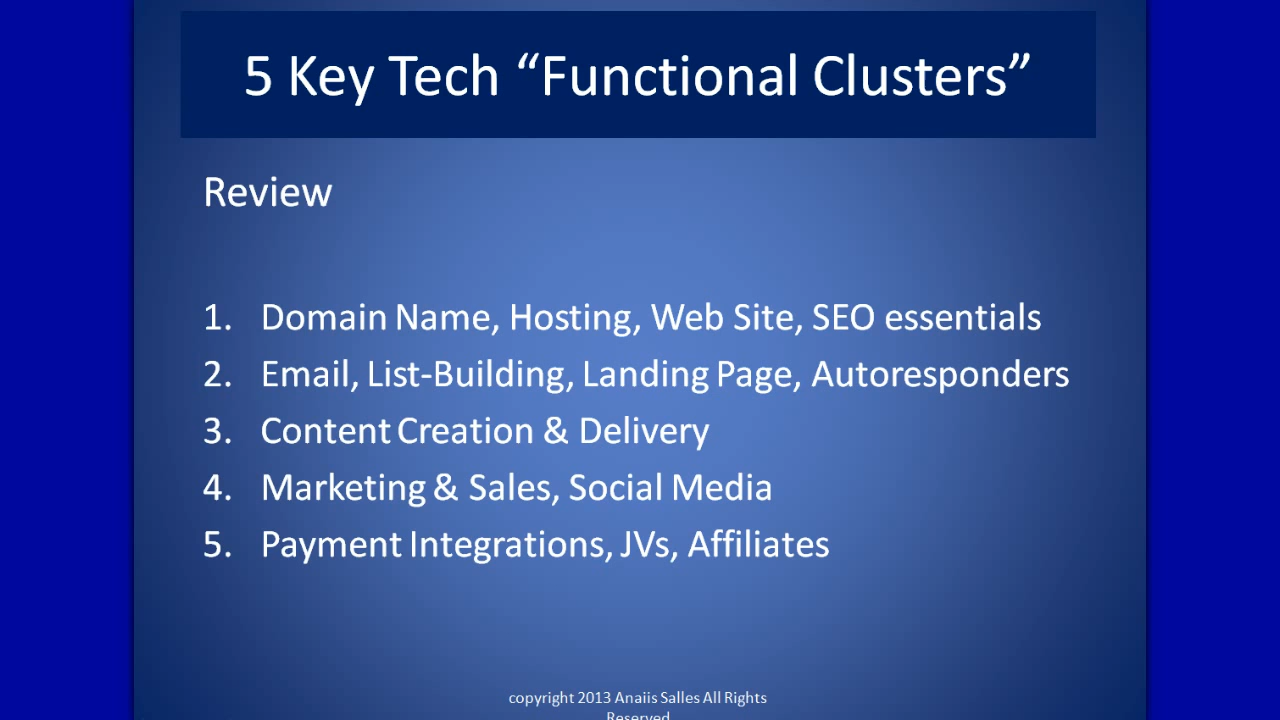 5 Key Tech “Functional Clusters”
Review
1. Domain Name, Hosting, Web Site, SEO essentials
2. Email, List-Building, Landing Page, Autoresponders
3. Content Creation & Delivery
4. Marketing & Sales, Social Media
5. Payment Integrations, JVs, Affiliates
copyright 2013 Anaiis Salles All Rights
Reserved